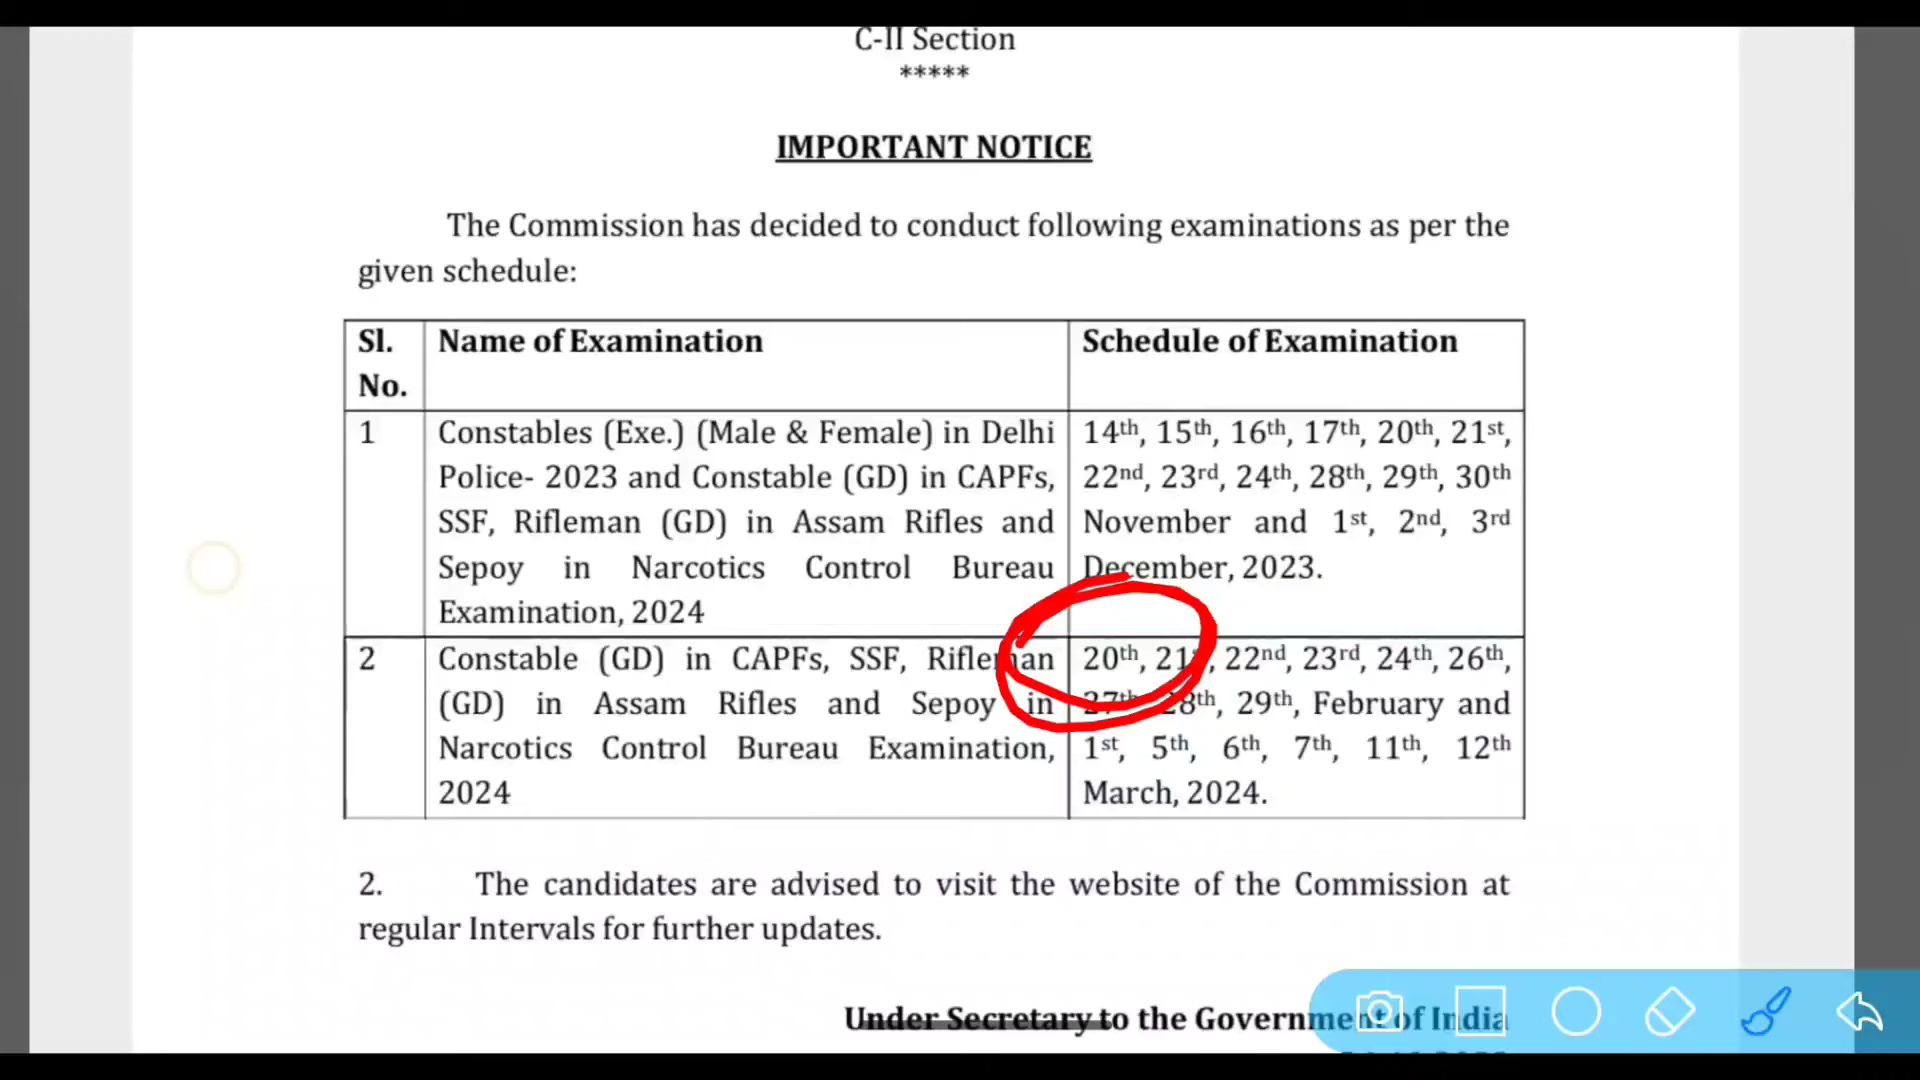 C-II Section
*****
IMPORTANT NOTICE
The Commission has decided to conduct following examinations as per the
given schedule:
Sl. No.
Name of Examination
Schedule of Examination
1
Constables (Exe.) (Male & Female) in Delhi
Police- 2023 and Constable (GD) in CAPFs,
SSF, Rifleman (GD) in Assam Rifles and
Sepoy in Narcotics Control Bureau
Examination, 2024
14th, 15th, 16th, 17th, 20th, 21st,
22nd, 23rd, 24th, 28th, 29th, 30th
November and 1st, 2nd, 3rd
December, 2023.
2
Constable (GD) in CAPFs, SSF, Rifleman
(GD) in Assam Rifles and Sepoy in
Narcotics Control Bureau Examination,
2024
20th, 21st, 22nd, 23rd, 24th, 26th,
27th, 28th, 29th, February and
1st, 5th, 6th, 7th, 11th, 12th
March, 2024.
2. The candidates are advised to visit the website of the Commission at
regular Intervals for further updates.
Under Secretary to the Government of India